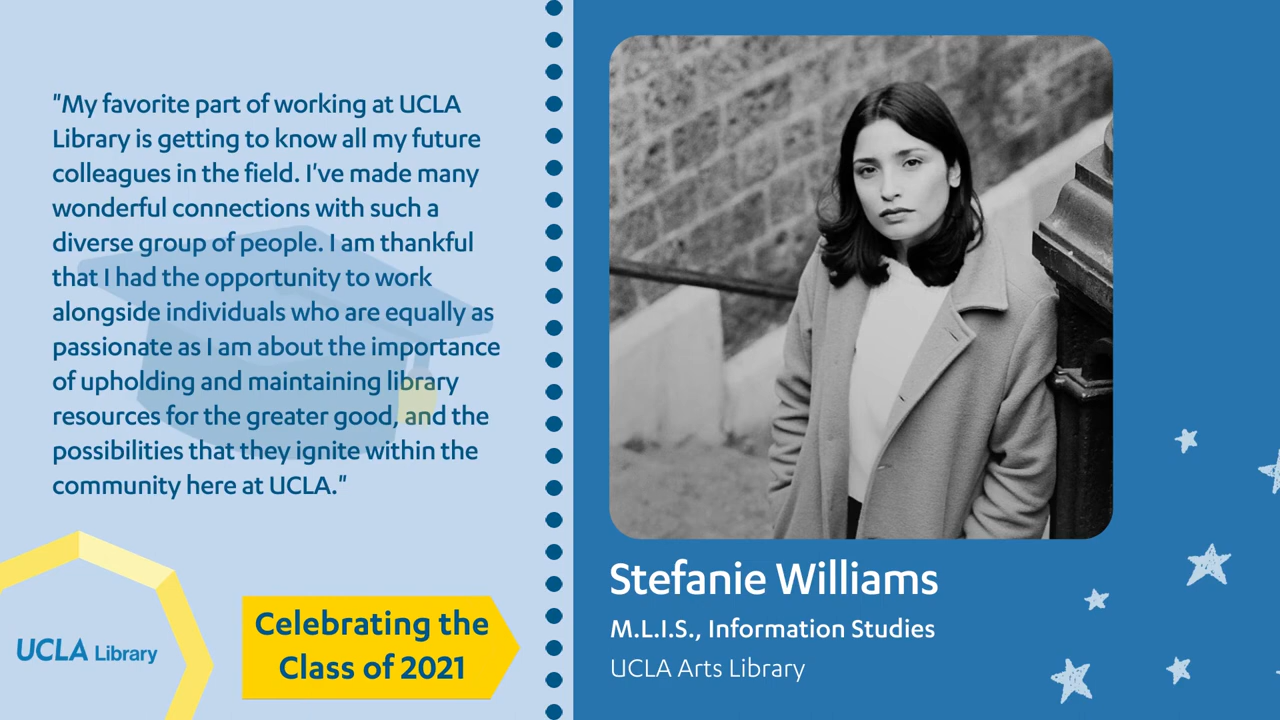 "My favorite part of working at UCLA
Library is getting to know all my future
colleagues in the field. I've made many
wonderful connections with such a
diverse group of people. I am thankful
that I had the opportunity to work
alongside individuals who are equally as
passionate as I am about the importance
of upholding and maintaining library
resources for the greater good, and the
possibilities that they ignite within the
community here at UCLA."
UCLA Library
Celebrating the
Class of 2021
Stefanie Williams
M.L.I.S., Information Studies
UCLA Arts Library